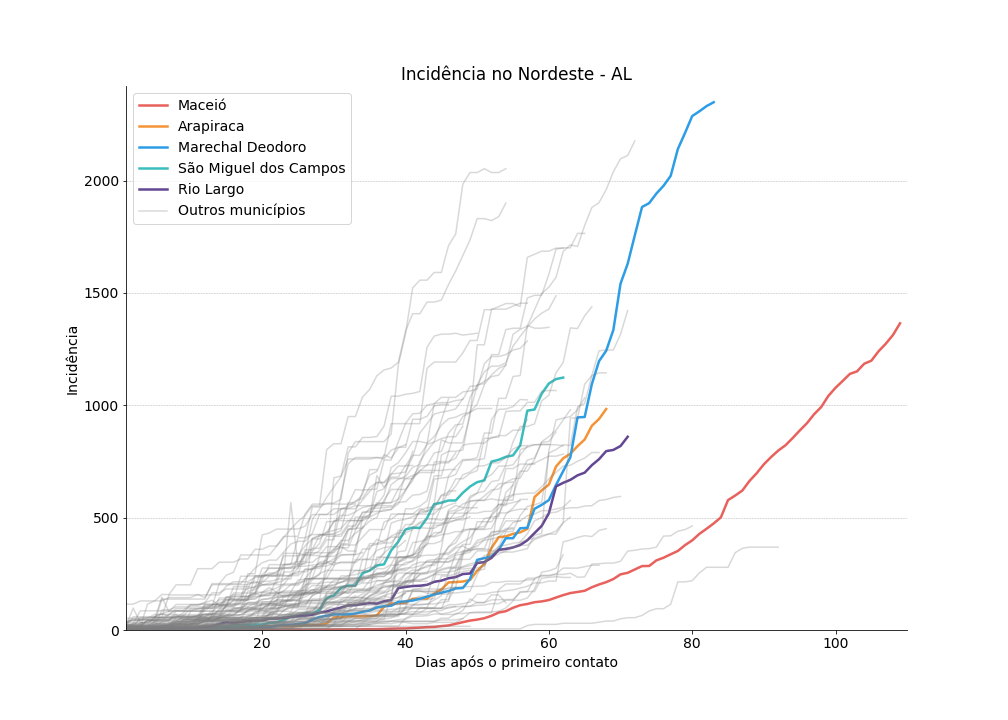 Incidência no Nordeste - AL
Maceió
Arapiraca
Marechal Deodoro
São Miguel dos Campos
Rio Largo
Outros municípios
Incidência
2000
1500
1000
500
0
20
40
60
80
100
Dias após o primeiro contato